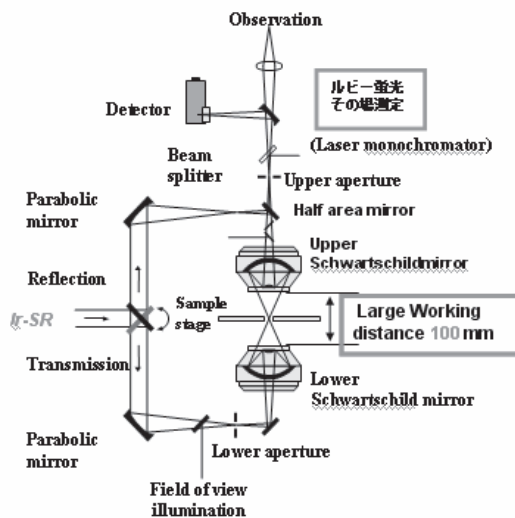 Observation
ルビー蛍光
その場測定
Detector
(Laser monochromator)
Beam
splitter
Upper aperture
Parabolic
mirror
Half area mirror
Upper
Schwartschildmirror
Reflection
Ir-SR
Sample
stage
Large Working
distance 100 mm
Transmission
Lower
Schwartschild mirror
Parabolic
mirror
Lower aperture
Field of view
illumination